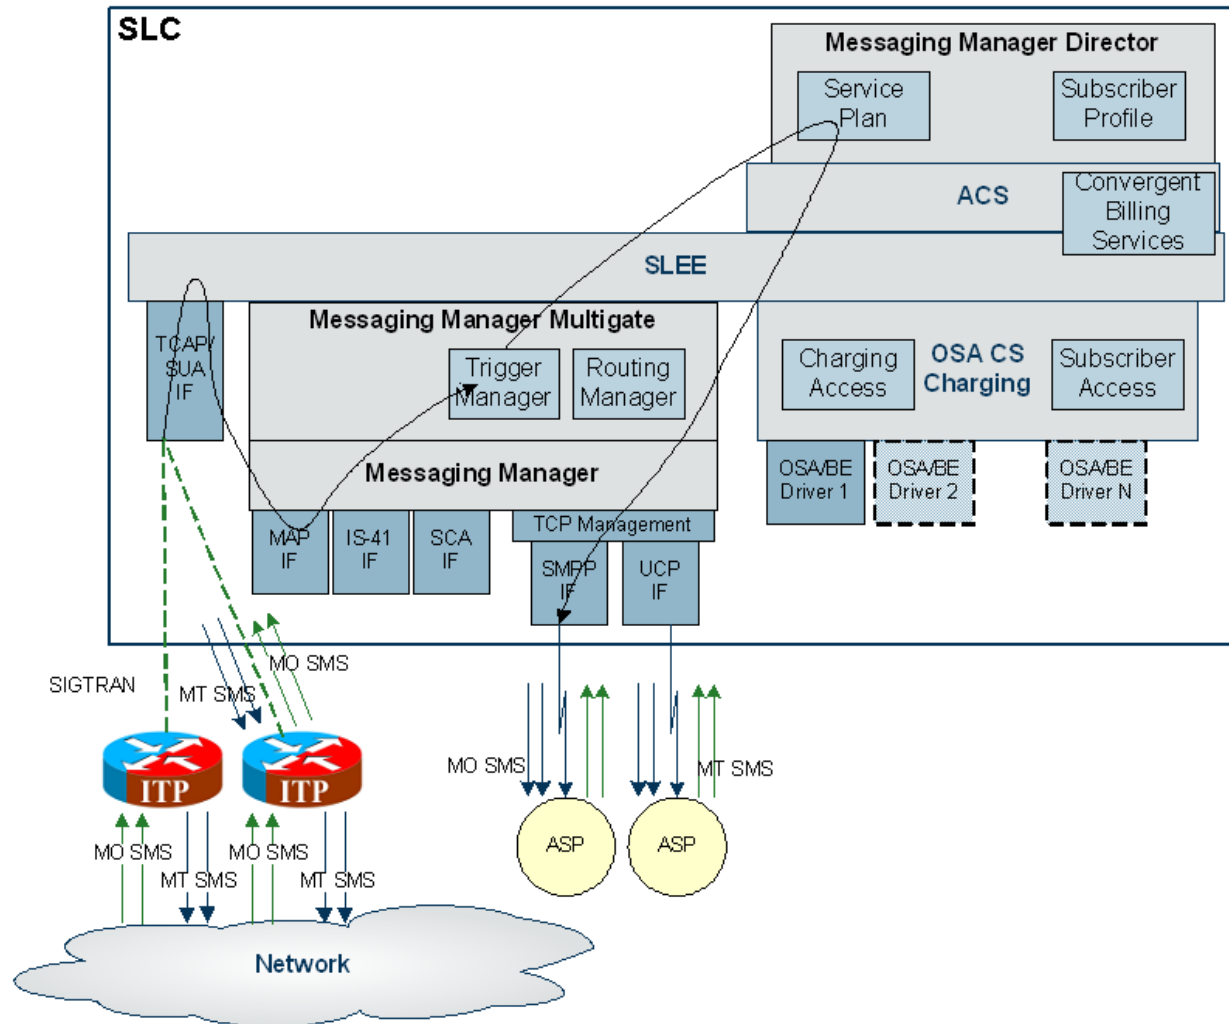 SLC
Messaging Manager Director
Service
Plan
Subscriber
Profile
ACS
Convergent
Billing
Services
SLEE
TCAP/
SUA
IF
Messaging Manager Multigate
Trigger
Manager
Routing
Manager
Charging
Access
OSA CS
Charging
Subscriber
Access
Messaging Manager
OSA/BE
Driver 1
OSA/BE
Driver 2
OSA/BE
Driver N
MAP
IF
IS-41
IF
SCA
IF
TCP Management
SMPP
IF
UCP
IF
SIGTRAN
MO SMS
MT SMS
ITP
ITP
MO SMS
MT SMS
ASP
ASP
MO SMS
MT SMS
MO SMS
MT SMS
Network